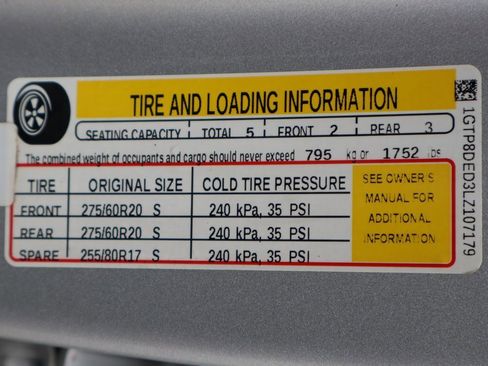 TIRE AND LOADING INFORMATION
SEATING CAPACITY TOTAL 5 FRONT 2 REAR 3
The combined weight of occupants and cargo should never exceed 795 kg or 1752 lbs
TIRE ORIGINAL SIZE COLD TIRE PRESSURE
FRONT 275/60R20 S 240 kPa, 35 PSI
REAR 275/60R20 S 240 kPa, 35 PSI
SPARE 255/80R17 S 240 kPa, 35 PSI
SEE OWNER'S
MANUAL FOR
ADDITIONAL
INFORMATION
1GTP8DED3LZ107179